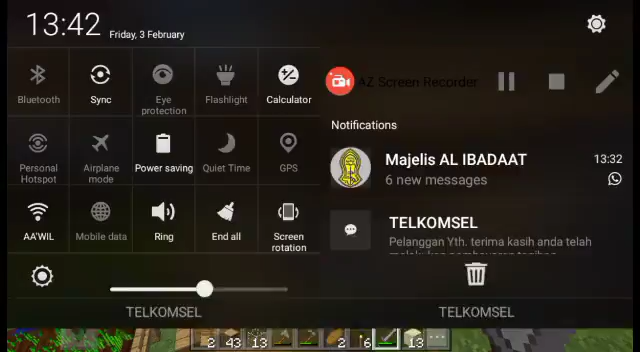 13:42 Friday, 3 February
Bluetooth
Sync
Eye protection
Flashlight
Calculator
Personal Hotspot
Airplane mode
Power saving
Quiet Time
GPS
AA'WIL
Mobile data
Ring
End all
Screen rotation
TELKOMSEL
AZ Screen Recorder
Notifications
Majelis AL IBADAAT 13:32
6 new messages
TELKOMSEL
Pelanggan Yth. terima kasih anda telah
TELKOMSEL
2 43 13 2 6 13